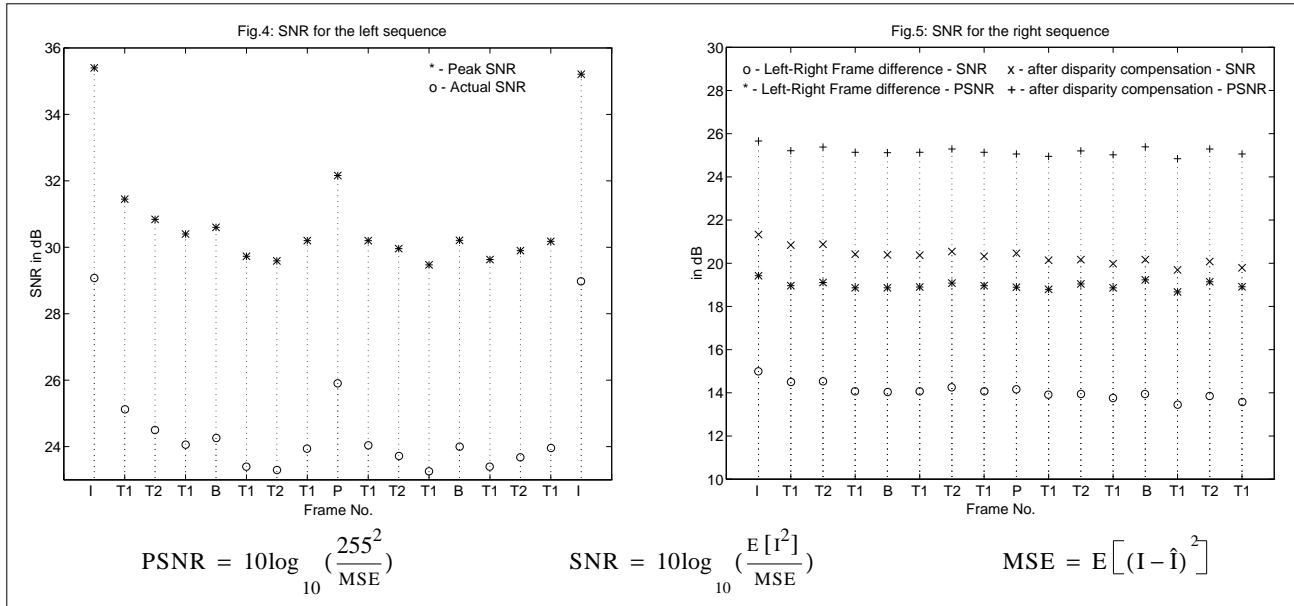 Fig.4: SNR for the left sequence
36
34
32
30
28
26
24
SNR in dB
* - Peak SNR
o - Actual SNR
I T1 T2 T1 B T1 T2 T1 P T1 T2 T1 B T1 T2 T1 I
Frame No.
Fig.5: SNR for the right sequence
30
28
26
24
22
20
18
16
14
12
10
in dB
o - Left-Right Frame difference - SNR x - after disparity compensation - SNR
* - Left-Right Frame difference - PSNR + - after disparity compensation - PSNR
I T1 T2 T1 B T1 T2 T1 P T1 T2 T1 B T1 T2 T1
Frame No.
PSNR = 10log₁₀(255²/MSE) SNR = 10log₁₀(E[I²]/MSE) MSE = E[(I – Î)²]